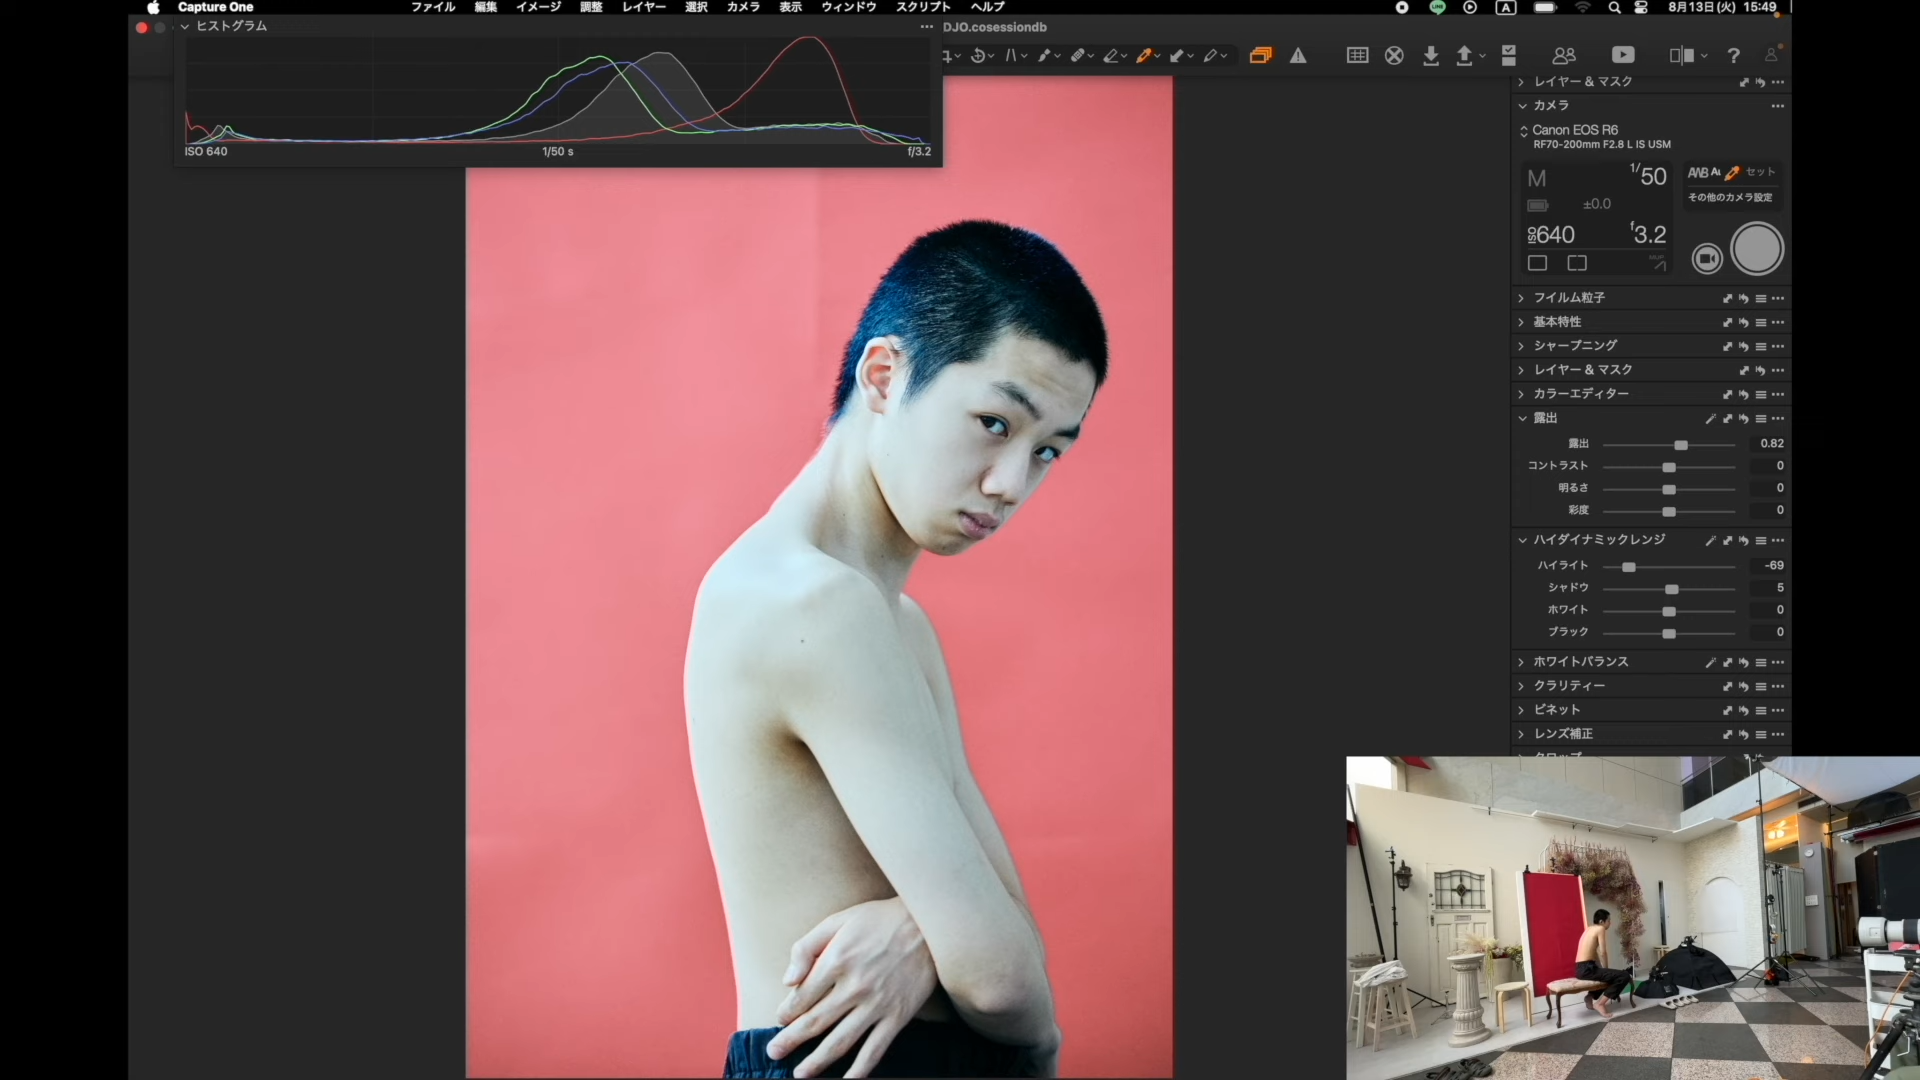 Capture One ファイル 編集 イメージ 調整 レイヤー 選択 カメラ 表示 ウィンドウ スクリプト ヘルプ A 8月13日(火) 15:49
ヒストグラム
DJO.cosessiondb
ISO 640 1/50 s f/3.2
レイヤー & マスク
カメラ
Canon EOS R6
RF70-200mm F2.8 L IS USM
M 1/50
±0.0
ISO 640 f3.2
AWB セット
その他のカメラ設定
フイルム粒子
基本特性
シャープニング
レイヤー & マスク
カラーエディター
露出
露出 0.82
コントラスト 0
明るさ 0
彩度 0
ハイダイナミックレンジ
ハイライト -69
シャドウ 5
ホワイト 0
ブラック 0
ホワイトバランス
クラリティー
ビネット
レンズ補正